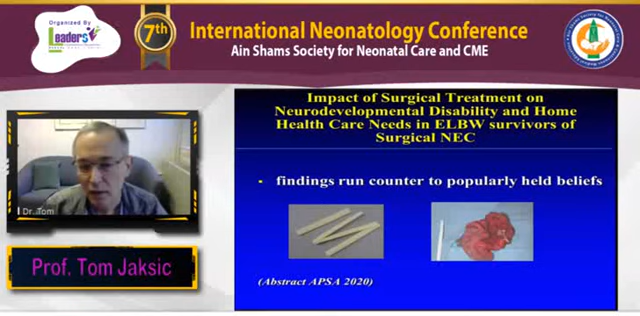 Organized By
Leaders
7th
International Neonatology Conference
Ain Shams Society for Neonatal Care and CME
Impact of Surgical Treatment on
Neurodevelopmental Disability and Home
Health Care Needs in ELBW survivors of
Surgical NEC
- findings run counter to popularly held beliefs
(Abstract APSA 2020)
Dr. Tom
Prof. Tom Jaksic